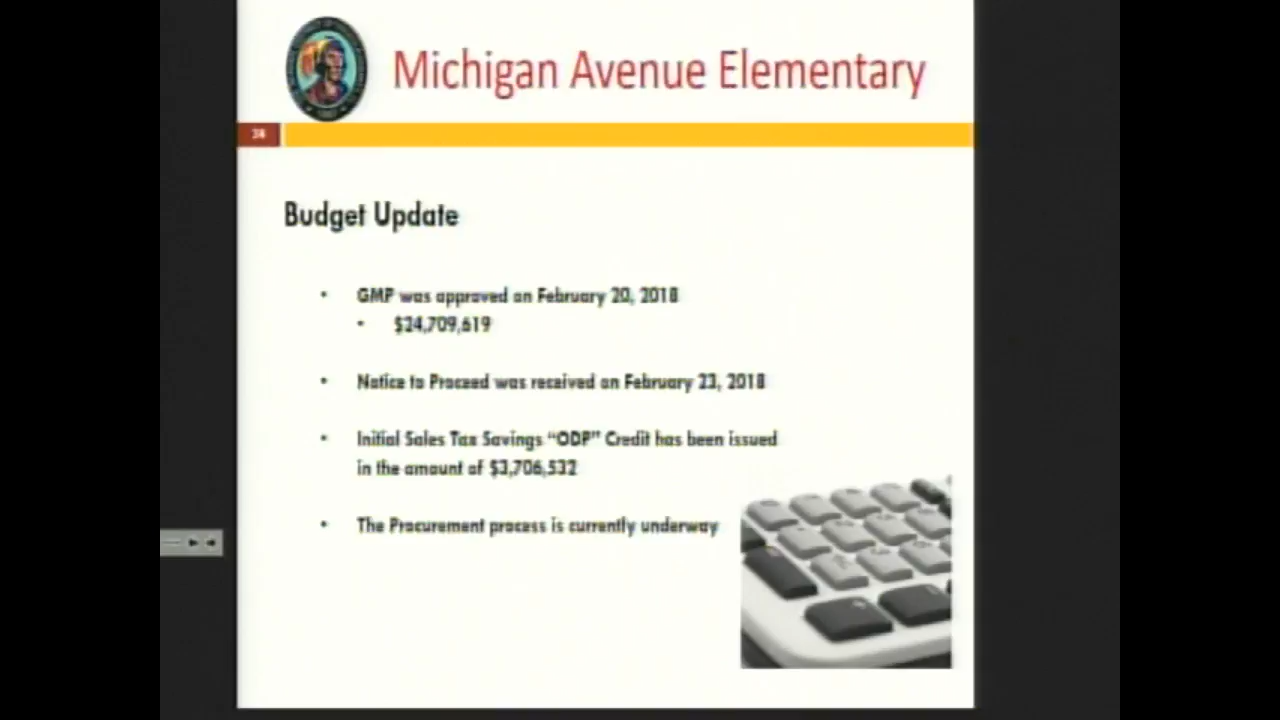 Michigan Avenue Elementary
38
Budget Update
• GMP was approved on February 20, 2018
• $24,709,619
• Notice to Proceed was received on February 23, 2018
• Initial Sales Tax Savings “ODP” Credit has been issued
in the amount of $3,706,532
• The Procurement process is currently underway